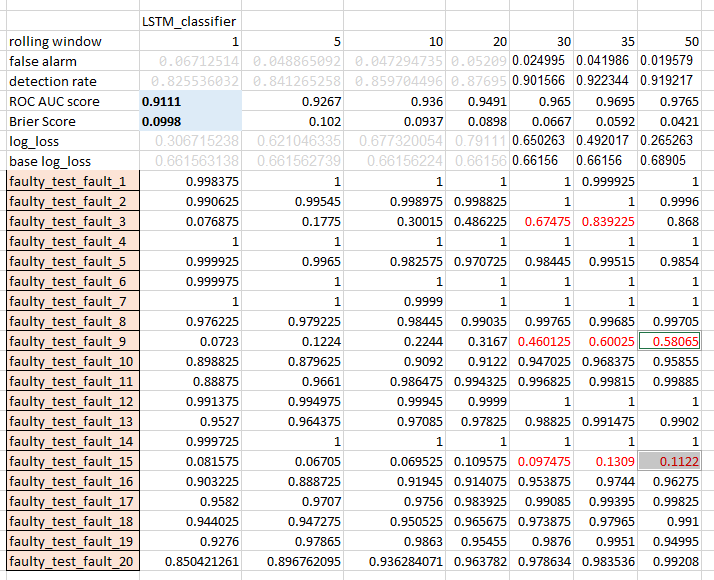 LSTM_classifier
rolling window 1 5 10 20 30 35 50
false alarm 0.06712514 0.048865092 0.047294735 0.05209 0.024995 0.041986 0.019579
detection rate 0.825536032 0.841265258 0.859704496 0.87695 0.901566 0.922344 0.919217
ROC AUC score 0.9111 0.9267 0.936 0.9491 0.965 0.9695 0.9765
Brier Score 0.0998 0.102 0.0937 0.0898 0.0667 0.0592 0.0421
log_loss 0.306715238 0.621046335 0.677320054 0.79111 0.650263 0.492017 0.265263
base log_loss 0.661563138 0.661562739 0.66156224 0.66156 0.66156 0.66156 0.68905
faulty_test_fault_1 0.998375 1 1 1 1 0.999925 1
faulty_test_fault_2 0.990625 0.99545 0.998975 0.998825 1 1 0.9996
faulty_test_fault_3 0.076875 0.1775 0.30015 0.486225 0.67475 0.839225 0.868
faulty_test_fault_4 1 1 1 1 1 1 1
faulty_test_fault_5 0.999925 0.9965 0.982575 0.970725 0.98445 0.99515 0.9854
faulty_test_fault_6 0.999975 1 1 1 1 1 1
faulty_test_fault_7 1 1 0.9999 1 1 1 1
faulty_test_fault_8 0.976225 0.979225 0.98445 0.99035 0.99765 0.99685 0.99705
faulty_test_fault_9 0.0723 0.1224 0.2244 0.3167 0.460125 0.60025 0.58065
faulty_test_fault_10 0.898825 0.879625 0.9092 0.9122 0.947025 0.968375 0.95855
faulty_test_fault_11 0.88875 0.9661 0.986475 0.994325 0.996825 0.99815 0.99885
faulty_test_fault_12 0.991375 0.994975 0.99945 0.9999 1 1 1
faulty_test_fault_13 0.9527 0.964375 0.97085 0.97825 0.98825 0.991475 0.9902
faulty_test_fault_14 0.999725 1 1 1 1 1 1
faulty_test_fault_15 0.081575 0.06705 0.069525 0.109575 0.097475 0.1309 0.1122
faulty_test_fault_16 0.903225 0.888725 0.91945 0.914075 0.953875 0.9744 0.96275
faulty_test_fault_17 0.9582 0.9707 0.9756 0.983925 0.99085 0.99395 0.99825
faulty_test_fault_18 0.944025 0.947275 0.950525 0.965675 0.973875 0.97965 0.991
faulty_test_fault_19 0.9276 0.97865 0.9863 0.95455 0.9876 0.9951 0.94995
faulty_test_fault_20 0.850421261 0.896762095 0.936284071 0.963782 0.978634 0.983536 0.99208